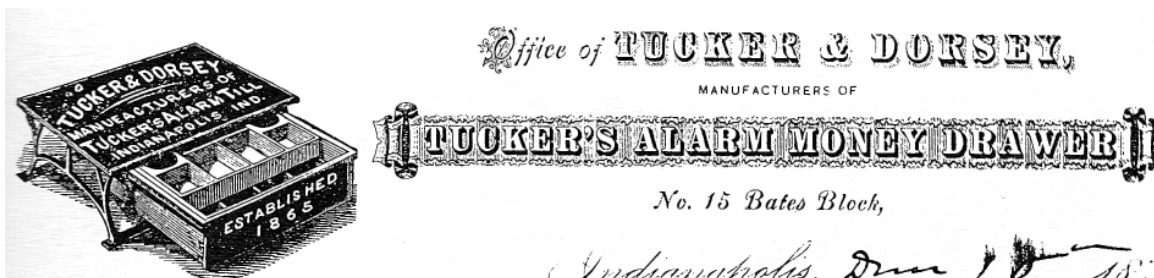 TUCKER & DORSEY
MANUFACTURERS OF
TUCKER'S ALARM TILL
INDIANAPOLIS. IND.
ESTABLISHED
1865
Office of TUCKER & DORSEY,
MANUFACTURERS OF
TUCKER'S ALARM MONEY DRAWER
No. 15 Bates Block,
Indianapolis,